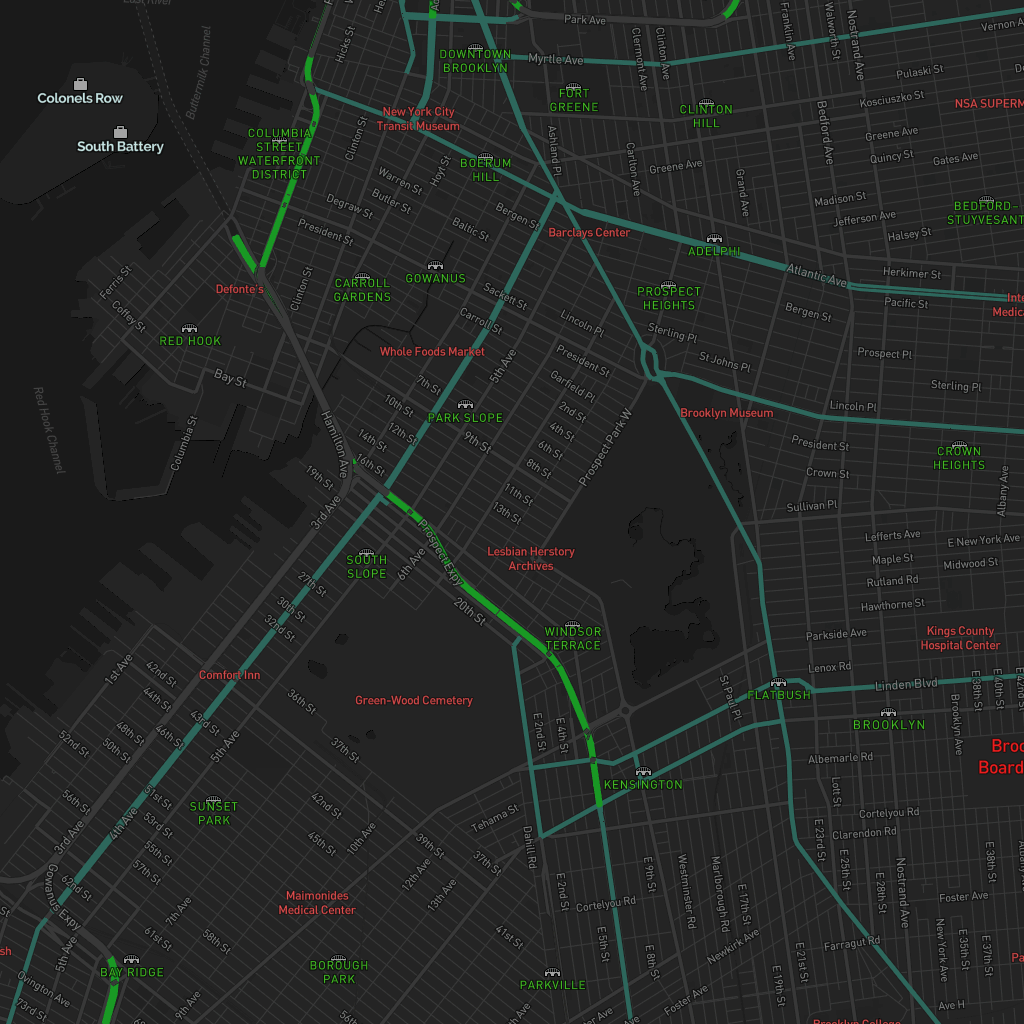 East River
Park Ave
Vernon A
Hicks St
DOWNTOWN
BROOKLYN
Myrtle Ave
Clermont Ave
Clinton Ave
Franklin Ave
Walworth St
Nostrand Ave
Pulaski St
Kosciuszko St
Colonels Row
Buttermilk Channel
FORT
GREENE
CLINTON
HILL
NSA SUPERM
South Battery
New York City
Transit Museum
COLUMBIA
STREET
WATERFRONT
DISTRICT
Clinton St
Hoyt St
Ashland Pl
Carlton Ave
Greene Ave
Bedford Ave
Greene Ave
Quincy St
Gates Ave
BOERUM
HILL
Warren St
Butler St
Grand Ave
Madison St
Jefferson Ave
Halsey St
BEDFORD-
STUYVESANT
Degraw St
President St
Bergen St
Baltic St
Barclays Center
ADELPHI
Atlantic Ave
Herkimer St
Pacific St
Ferris St
Coffey St
Defonte's
Clinton St
CARROLL
GARDENS
GOWANUS
Sackett St
Carroll St
PROSPECT
HEIGHTS
Bergen St
Inte
Medica
RED HOOK
Lincoln Pl
Sterling Pl
St Johns Pl
Prospect Pl
Whole Foods Market
5th Ave
President St
Garfield Pl
Sterling Pl
Bay St
7th St
10th St
12th St
14th St
16th St
19th St
PARK SLOPE
9th St
2nd St
4th St
6th St
8th St
11th St
13th St
Prospect Park W
Lincoln Pl
Brooklyn Museum
President St
Crown St
CROWN
HEIGHTS
Red Hook Channel
Columbia St
Hamilton Ave
3rd Ave
Sullivan Pl
Albany Ave
Prospect Expy
Lefferts Ave
E New York Ave
Maple St
Midwood St
Rutland Rd
Hawthorne St
Lesbian Herstory
Archives
SOUTH
SLOPE
6th Ave
20th St
27th St
30th St
32nd St
WINDSOR
TERRACE
Parkside Ave
Kings County
Hospital Center
Lenox Rd
Linden Blvd
1st Ave
42nd St
44th St
Comfort Inn
Green-Wood Cemetery
36th St
37th St
St Paul Pl
FLATBUSH
BROOKLYN
E 38th St
E 40th St
E 42nd St
Brooklyn Ave
43rd St
46th St
48th St
50th St
52nd St
5th Ave
E 2nd St
E 4th St
Albemarle Rd
Broo
Board
KENSINGTON
Lott St
56th St
51st St
53rd St
55th St
57th St
4th Ave
3rd Ave
SUNSET
PARK
42nd St
45th St
10th Ave
39th St
12th Ave
37th St
13th Ave
Tehama St
Dahill Rd
E 23rd St
Cortelyou Rd
Clarendon Rd
E 25th St
E 28th St
Nostrand Ave
E 38th St
Gowanus Expy
62nd St
7th Ave
Maimonides
Medical Center
E 2nd St
Cortelyou Rd
E 9th St
Westminster Rd
Marlborough Rd
E 17th St
Foster Ave
61st St
58th St
41st St
E 5th St
E 8th St
Newkirk Ave
Farragut Rd
E 21st St
E 19th St
New York Ave
E 35th St
E 37th St
5th Ave
BAY RIDGE
BOROUGH
PARK
PARKVILLE
Ovington Ave
73rd St
9th Ave
56th St
Foster Ave
Ave H
Brooklyn College